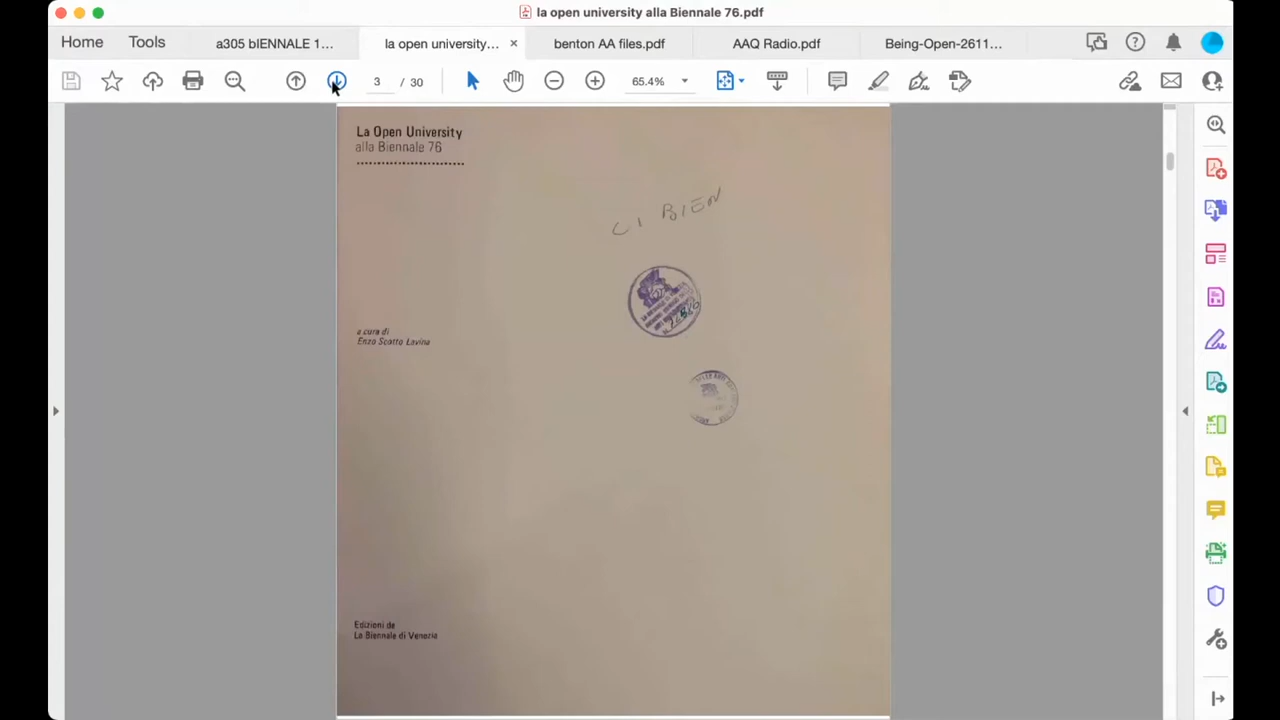 la open university alla Biennale 76.pdf
Home
Tools
a305 bIENNALE 1...
la open university...
benton AA files.pdf
AAQ Radio.pdf
Being-Open-2611...
3 / 30
65.4%
La Open University
alla Biennale 76
CI BIEN
a cura di
Enzo Scotto Lavina
Edizioni de
La Biennale di Venezia